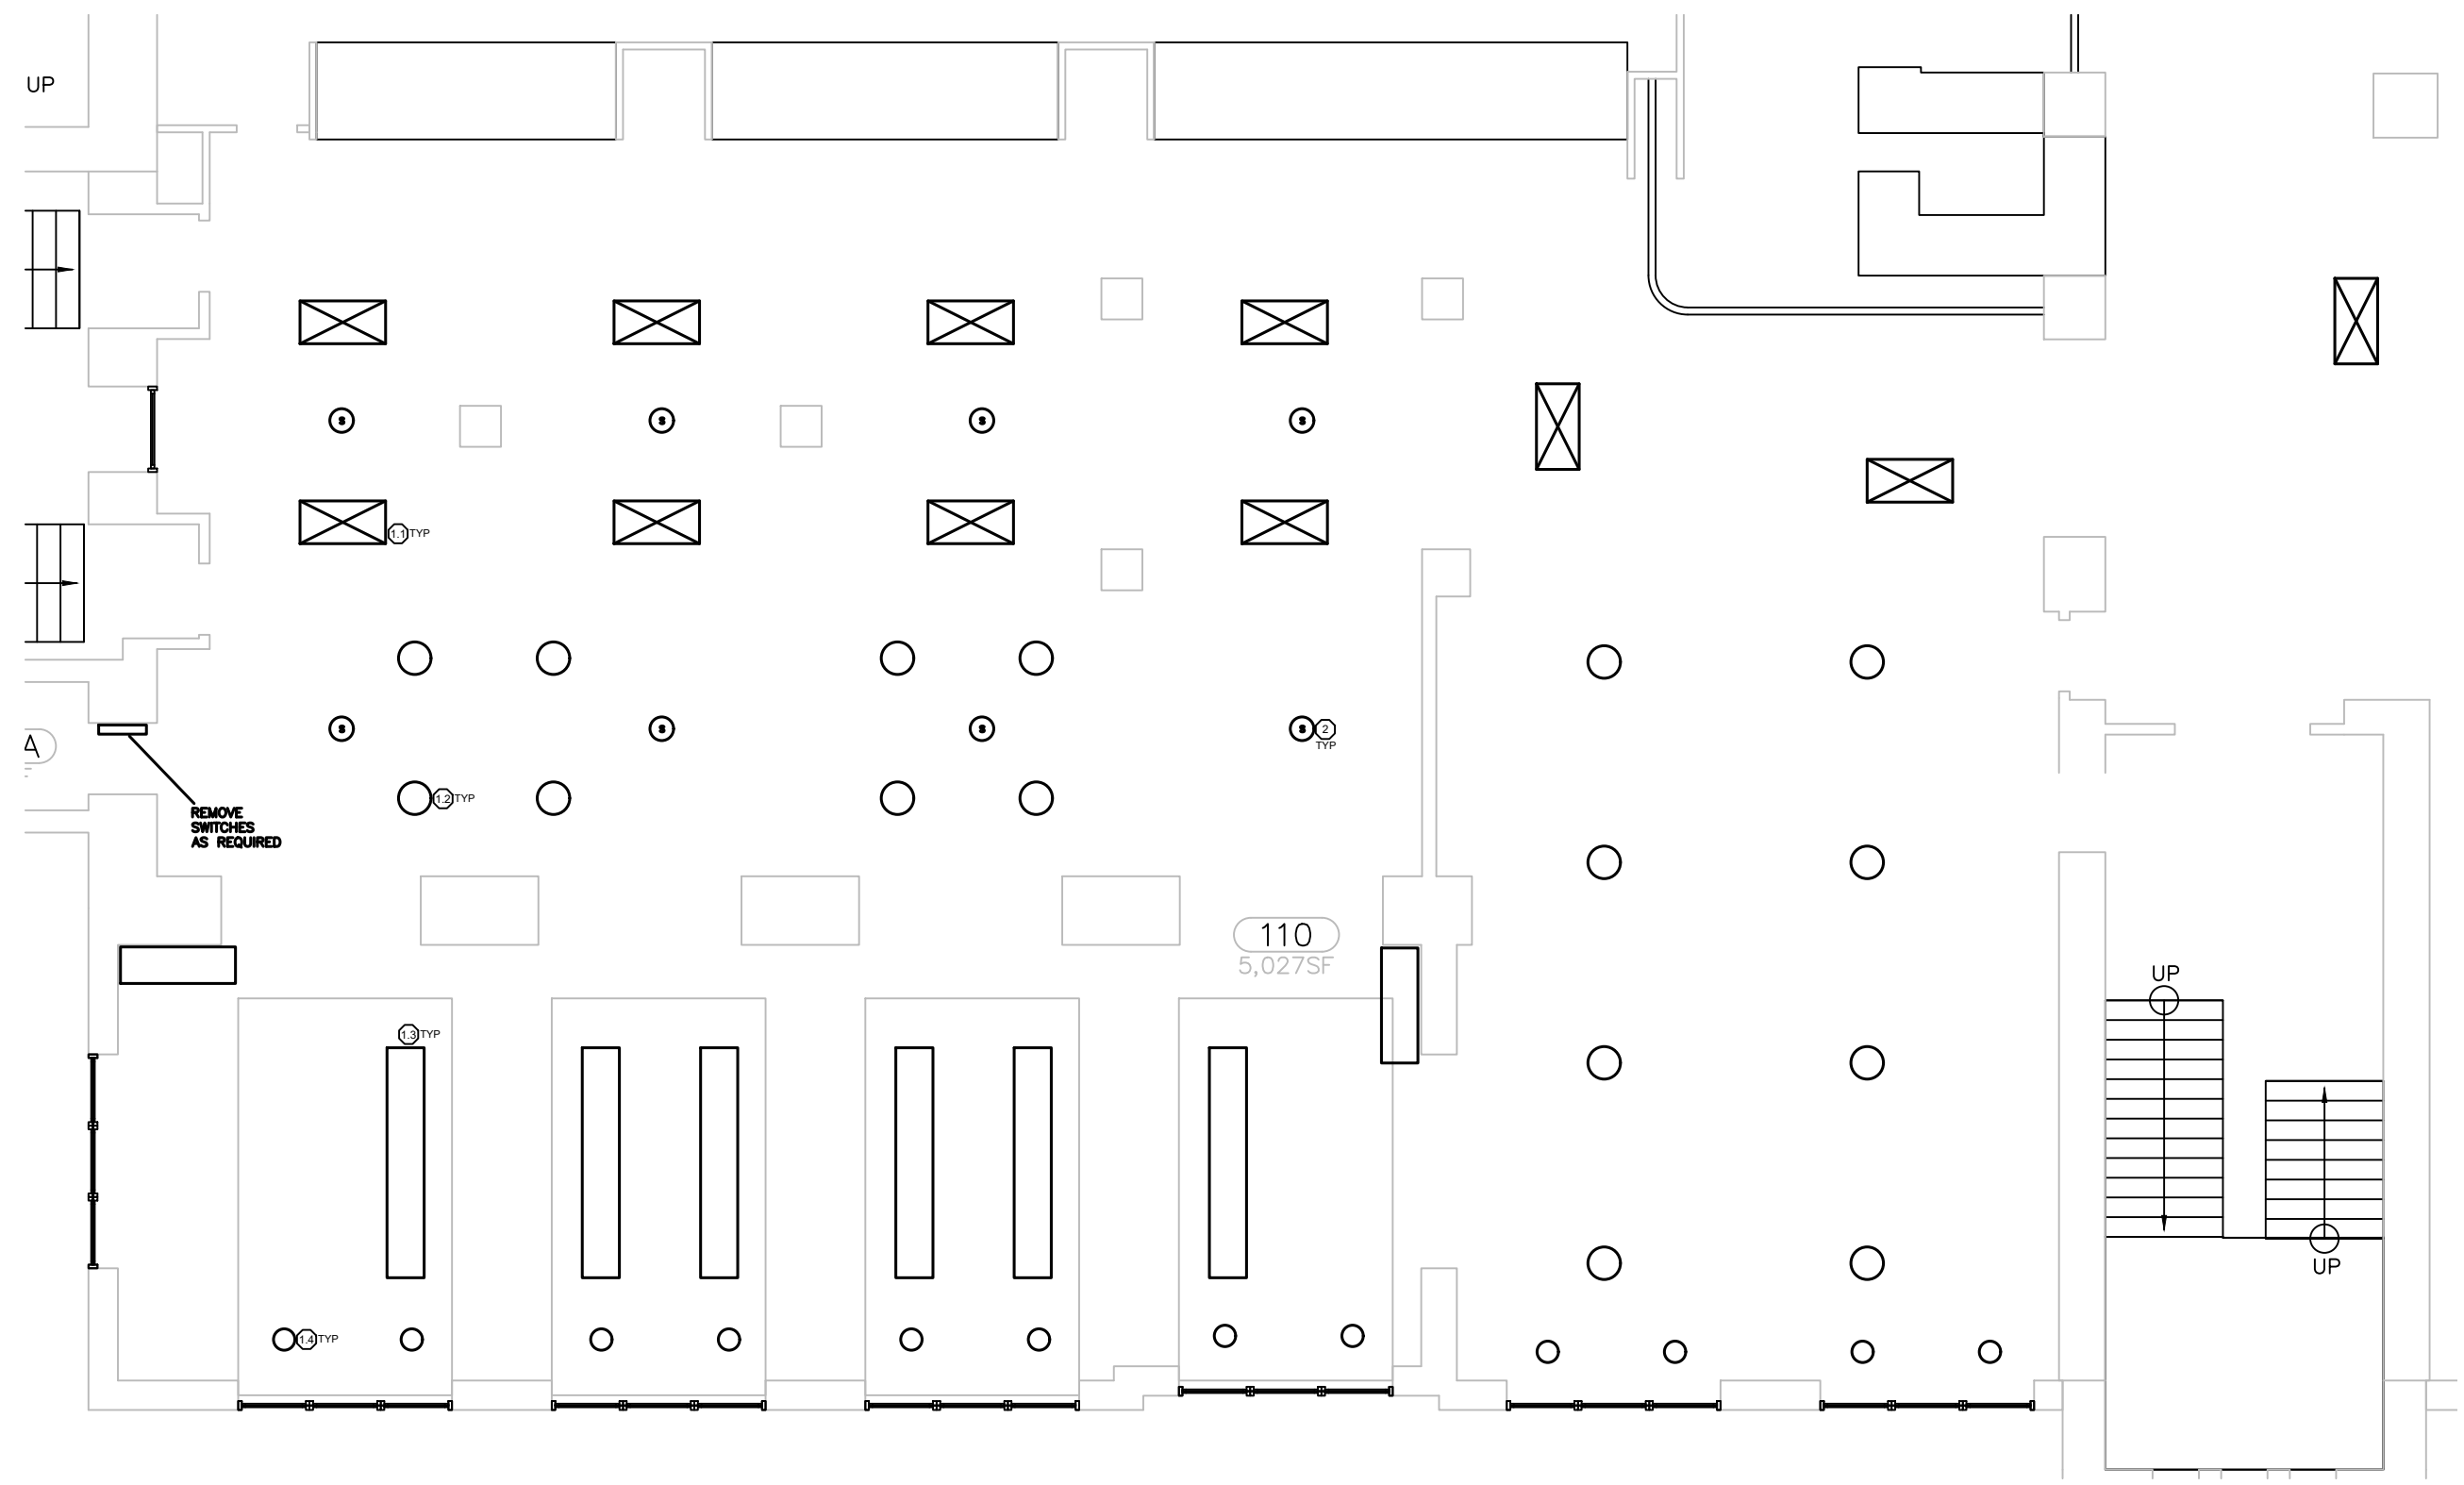 UP
S
S
S
S
1.1 TYP
S
S
S
S
2
TYP
A
1.2 TYP
REMOVE
SWITCHES
AS REQUIRED
110
5,027SF
UP
1.3 TYP
UP
1.4 TYP